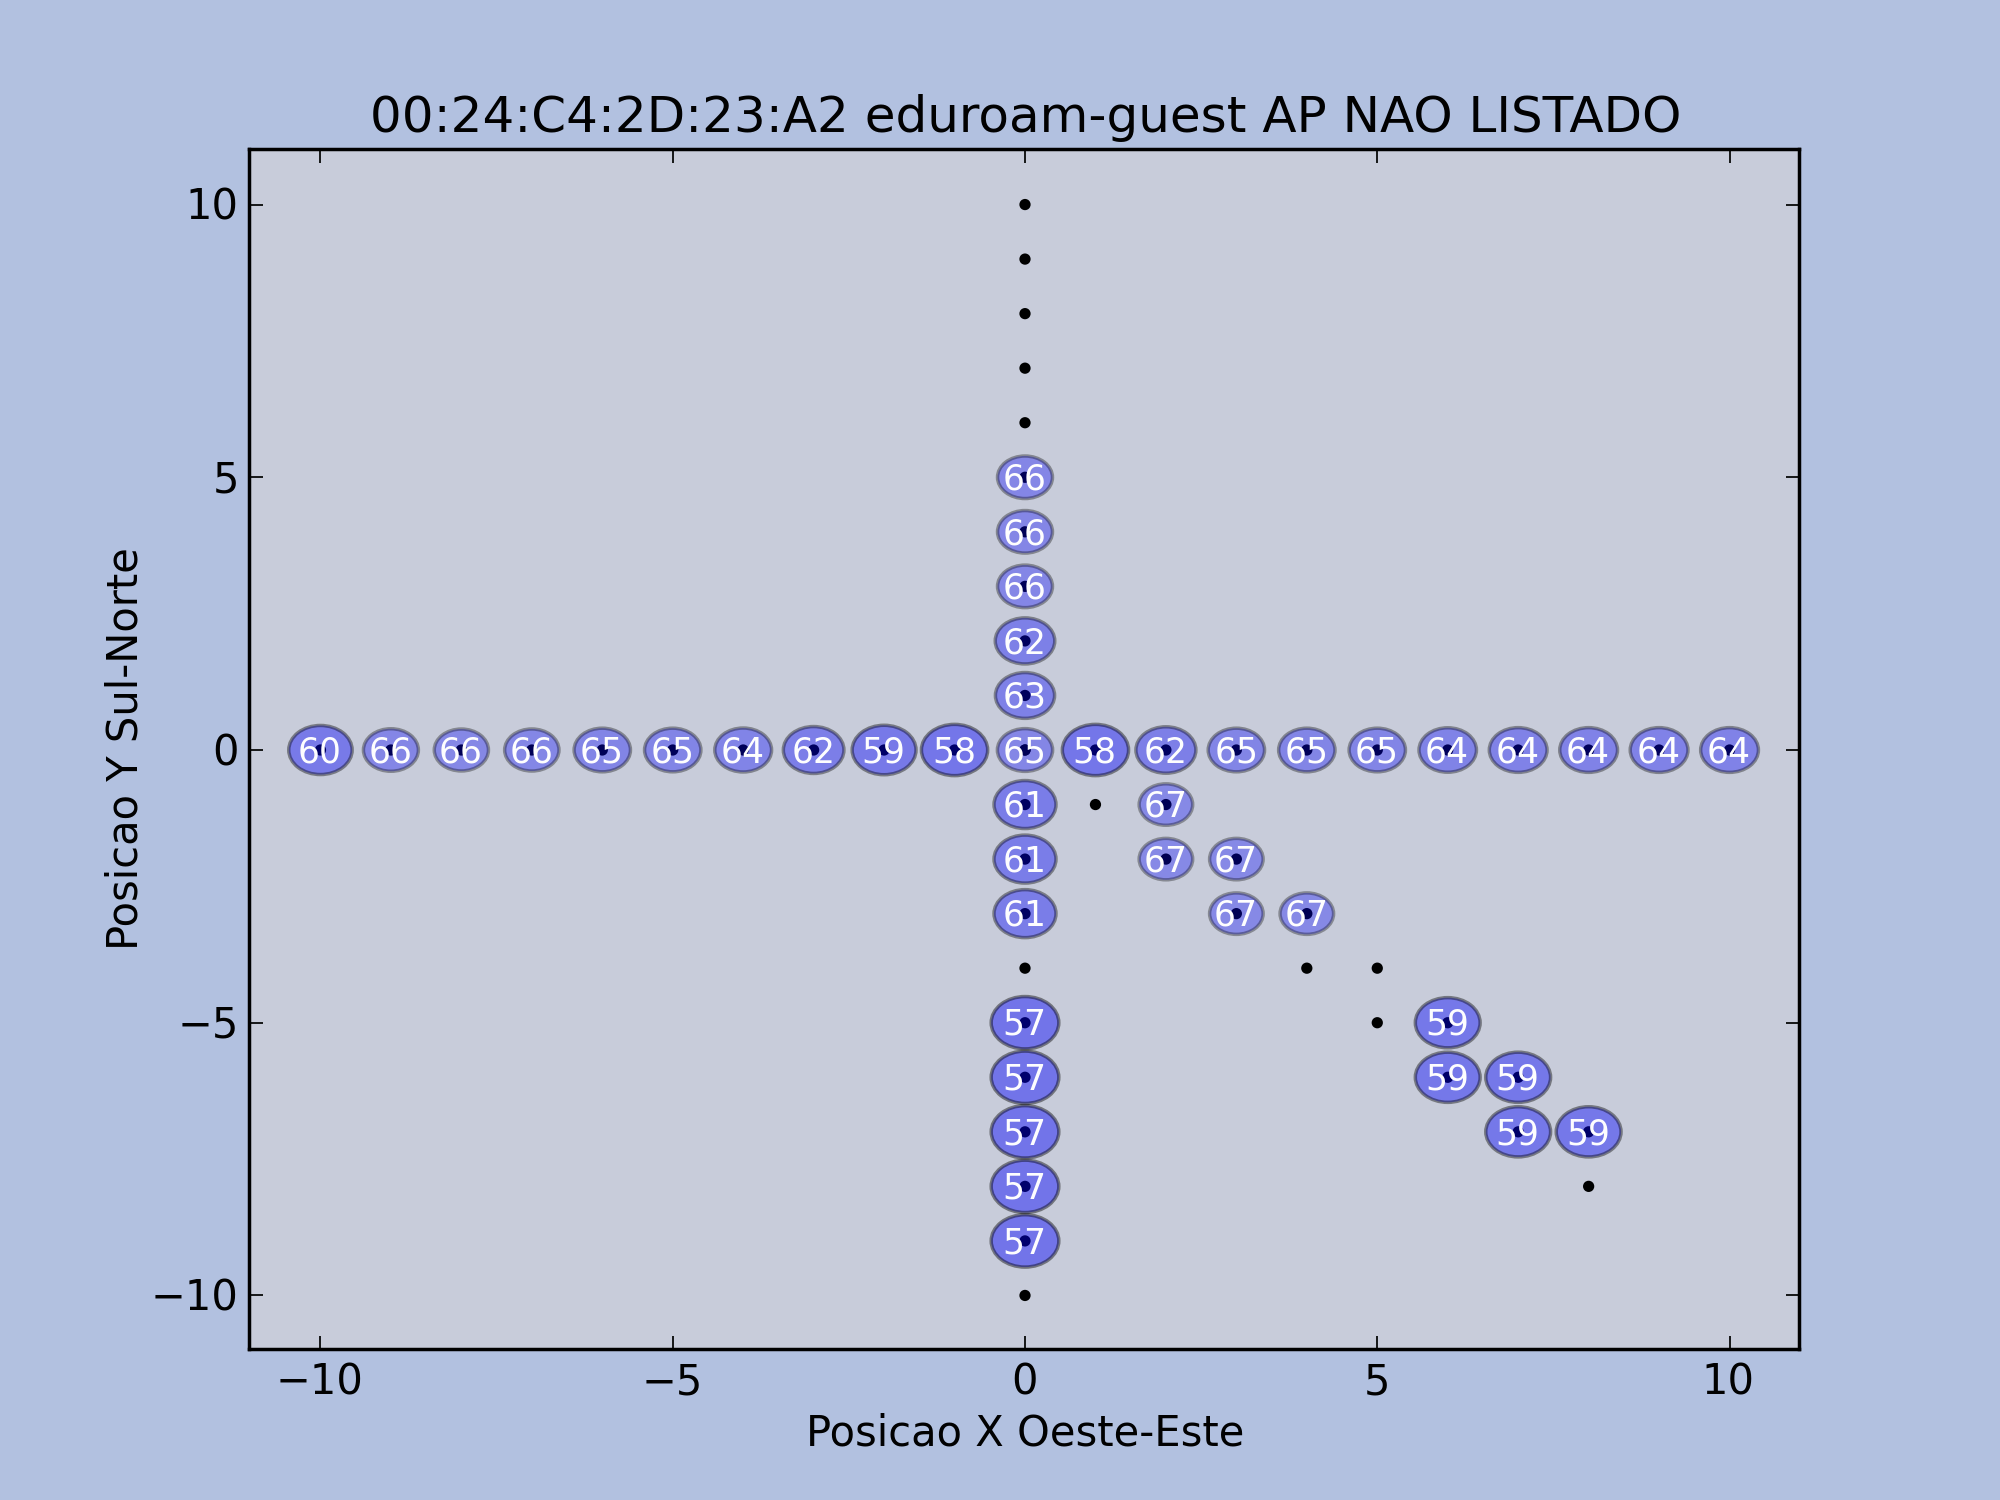 00:24:C4:2D:23:A2 eduroam-guest AP NAO LISTADO
10
5
66
66
66
62
63
0
60 66 66 66 65 65 64 62 59 58 65 58 62 65 65 65 64 64 64 64 64
61 67
61 67 67
61 67 67
−5
57 59
57 59 59
57 59 59
57
57
−10
−10 −5 0 5 10
Posicao X Oeste-Este
Posicao Y Sul-Norte